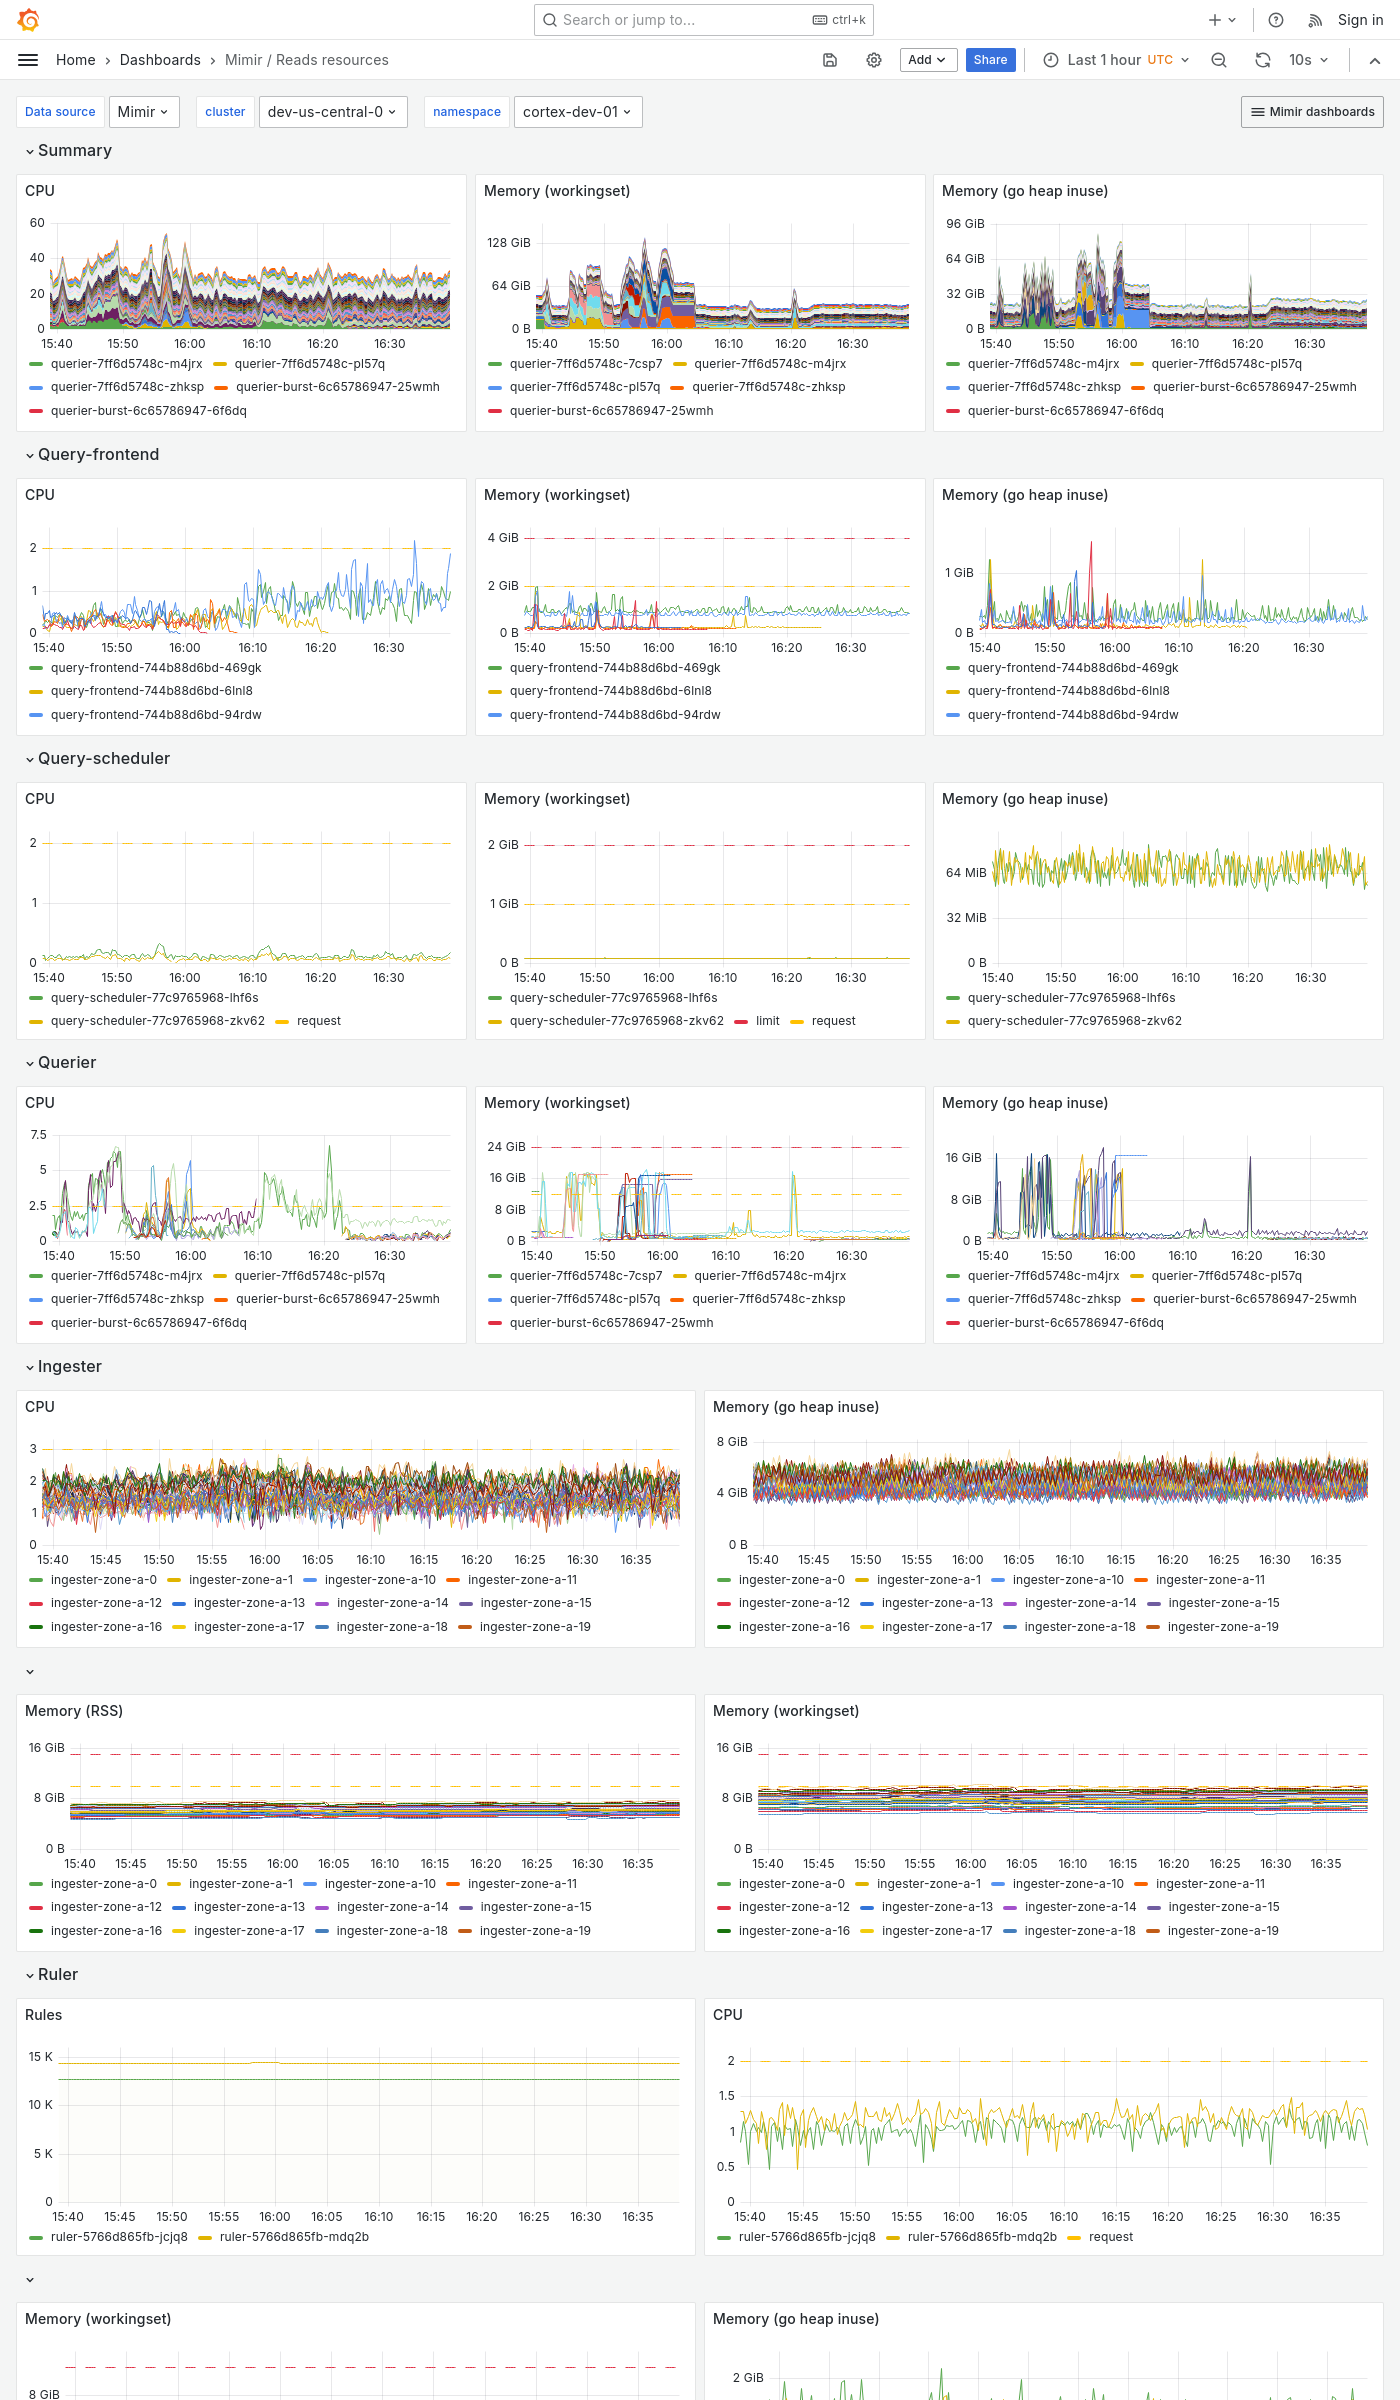 Search or jump to...
ctrl+k
Sign in
Home
Dashboards
Mimir / Reads resources
Add
Share
Last 1 hour UTC
10s
Data source
Mimir
cluster
dev-us-central-0
namespace
cortex-dev-01
Mimir dashboards
Summary
CPU
60
40
20
0
15:40 15:50 16:00 16:10 16:20 16:30
querier-7ff6d5748c-m4jrx querier-7ff6d5748c-pl57q
querier-7ff6d5748c-zhksp querier-burst-6c65786947-25wmh
querier-burst-6c65786947-6f6dq
Memory (workingset)
128 GiB
64 GiB
0 B
15:40 15:50 16:00 16:10 16:20 16:30
querier-7ff6d5748c-7csp7 querier-7ff6d5748c-m4jrx
querier-7ff6d5748c-pl57q querier-7ff6d5748c-zhksp
querier-burst-6c65786947-25wmh
Memory (go heap inuse)
96 GiB
64 GiB
32 GiB
0 B
15:40 15:50 16:00 16:10 16:20 16:30
querier-7ff6d5748c-m4jrx querier-7ff6d5748c-pl57q
querier-7ff6d5748c-zhksp querier-burst-6c65786947-25wmh
querier-burst-6c65786947-6f6dq
Query-frontend
CPU
2
1
0
15:40 15:50 16:00 16:10 16:20 16:30
query-frontend-744b88d6bd-469gk
query-frontend-744b88d6bd-6lnl8
query-frontend-744b88d6bd-94rdw
Memory (workingset)
4 GiB
2 GiB
0 B
15:40 15:50 16:00 16:10 16:20 16:30
query-frontend-744b88d6bd-469gk
query-frontend-744b88d6bd-6lnl8
query-frontend-744b88d6bd-94rdw
Memory (go heap inuse)
1 GiB
0 B
15:40 15:50 16:00 16:10 16:20 16:30
query-frontend-744b88d6bd-469gk
query-frontend-744b88d6bd-6lnl8
query-frontend-744b88d6bd-94rdw
Query-scheduler
CPU
2
1
0
15:40 15:50 16:00 16:10 16:20 16:30
query-scheduler-77c9765968-lhf6s
query-scheduler-77c9765968-zkv62 request
Memory (workingset)
2 GiB
1 GiB
0 B
15:40 15:50 16:00 16:10 16:20 16:30
query-scheduler-77c9765968-lhf6s
query-scheduler-77c9765968-zkv62 limit request
Memory (go heap inuse)
64 MiB
32 MiB
0 B
15:40 15:50 16:00 16:10 16:20 16:30
query-scheduler-77c9765968-lhf6s
query-scheduler-77c9765968-zkv62
Querier
CPU
7.5
5
2.5
0
15:40 15:50 16:00 16:10 16:20 16:30
querier-7ff6d5748c-m4jrx querier-7ff6d5748c-pl57q
querier-7ff6d5748c-zhksp querier-burst-6c65786947-25wmh
querier-burst-6c65786947-6f6dq
Memory (workingset)
24 GiB
16 GiB
8 GiB
0 B
15:40 15:50 16:00 16:10 16:20 16:30
querier-7ff6d5748c-7csp7 querier-7ff6d5748c-m4jrx
querier-7ff6d5748c-pl57q querier-7ff6d5748c-zhksp
querier-burst-6c65786947-25wmh
Memory (go heap inuse)
16 GiB
8 GiB
0 B
15:40 15:50 16:00 16:10 16:20 16:30
querier-7ff6d5748c-m4jrx querier-7ff6d5748c-pl57q
querier-7ff6d5748c-zhksp querier-burst-6c65786947-25wmh
querier-burst-6c65786947-6f6dq
Ingester
CPU
3
2
1
0
15:40 15:45 15:50 15:55 16:00 16:05 16:10 16:15 16:20 16:25 16:30 16:35
ingester-zone-a-0 ingester-zone-a-1 ingester-zone-a-10 ingester-zone-a-11
ingester-zone-a-12 ingester-zone-a-13 ingester-zone-a-14 ingester-zone-a-15
ingester-zone-a-16 ingester-zone-a-17 ingester-zone-a-18 ingester-zone-a-19
Memory (go heap inuse)
8 GiB
4 GiB
0 B
15:40 15:45 15:50 15:55 16:00 16:05 16:10 16:15 16:20 16:25 16:30 16:35
ingester-zone-a-0 ingester-zone-a-1 ingester-zone-a-10 ingester-zone-a-11
ingester-zone-a-12 ingester-zone-a-13 ingester-zone-a-14 ingester-zone-a-15
ingester-zone-a-16 ingester-zone-a-17 ingester-zone-a-18 ingester-zone-a-19
Memory (RSS)
16 GiB
8 GiB
0 B
15:40 15:45 15:50 15:55 16:00 16:05 16:10 16:15 16:20 16:25 16:30 16:35
ingester-zone-a-0 ingester-zone-a-1 ingester-zone-a-10 ingester-zone-a-11
ingester-zone-a-12 ingester-zone-a-13 ingester-zone-a-14 ingester-zone-a-15
ingester-zone-a-16 ingester-zone-a-17 ingester-zone-a-18 ingester-zone-a-19
Memory (workingset)
16 GiB
8 GiB
0 B
15:40 15:45 15:50 15:55 16:00 16:05 16:10 16:15 16:20 16:25 16:30 16:35
ingester-zone-a-0 ingester-zone-a-1 ingester-zone-a-10 ingester-zone-a-11
ingester-zone-a-12 ingester-zone-a-13 ingester-zone-a-14 ingester-zone-a-15
ingester-zone-a-16 ingester-zone-a-17 ingester-zone-a-18 ingester-zone-a-19
Ruler
Rules
15 K
10 K
5 K
0
15:40 15:45 15:50 15:55 16:00 16:05 16:10 16:15 16:20 16:25 16:30 16:35
ruler-5766d865fb-jcjq8 ruler-5766d865fb-mdq2b
CPU
2
1.5
1
0.5
0
15:40 15:45 15:50 15:55 16:00 16:05 16:10 16:15 16:20 16:25 16:30 16:35
ruler-5766d865fb-jcjq8 ruler-5766d865fb-mdq2b request
Memory (workingset)
8 GiB
Memory (go heap inuse)
2 GiB